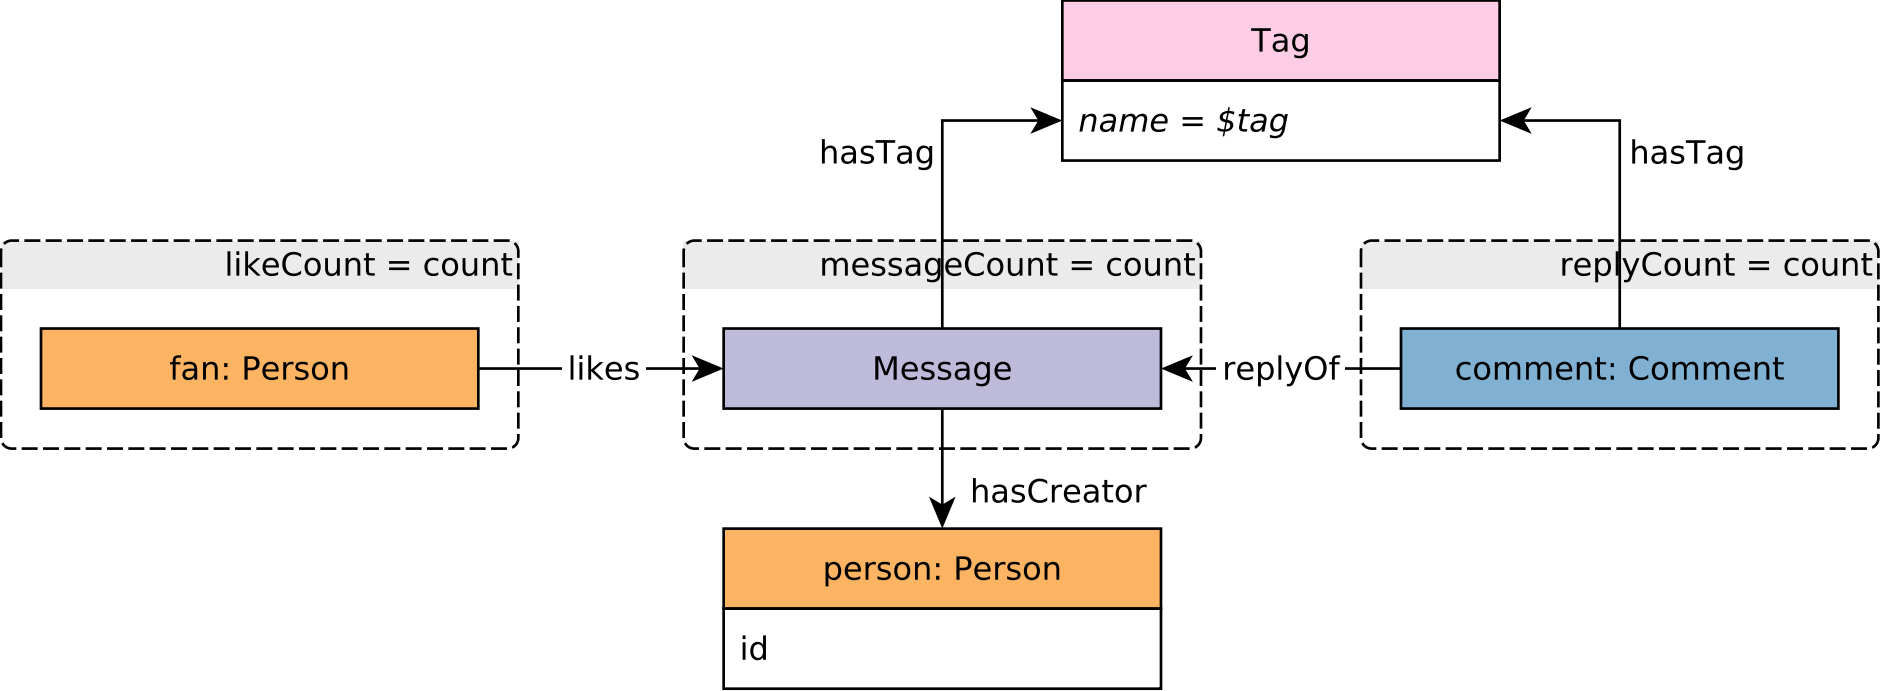 Tag
name = $tag
hasTag
hasTag
likeCount = count
messageCount = count
replyCount = count
fan: Person
likes
Message
replyOf
comment: Comment
hasCreator
person: Person
id